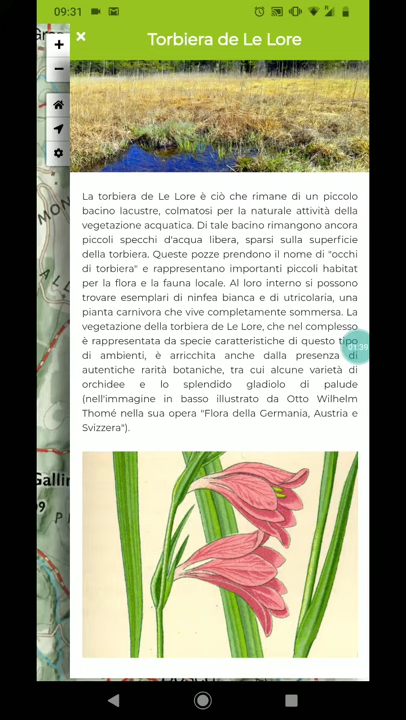 09:31
Torbiera de Le Lore
La torbiera de Le Lore è ciò che rimane di un piccolo
bacino lacustre, colmatosi per la naturale attività della
vegetazione acquatica. Di tale bacino rimangono ancora
piccoli specchi d'acqua libera, sparsi sulla superficie
della torbiera. Queste pozze prendono il nome di "occhi
di torbiera" e rappresentano importanti piccoli habitat
per la flora e la fauna locale. Al loro interno si possono
trovare esemplari di ninfea bianca e di utricolaria, una
pianta carnivora che vive completamente sommersa. La
vegetazione della torbiera de Le Lore, che nel complesso
è rappresentata da specie caratteristiche di questo tipo
di ambienti, è arricchita anche dalla presenza di
autentiche rarità botaniche, tra cui alcune varietà di
orchidee e lo splendido gladiolo di palude
(nell'immagine in basso illustrato da Otto Wilhelm
Thomé nella sua opera "Flora della Germania, Austria e
Svizzera").
01:39
MON
ALL
Gallin
09
P